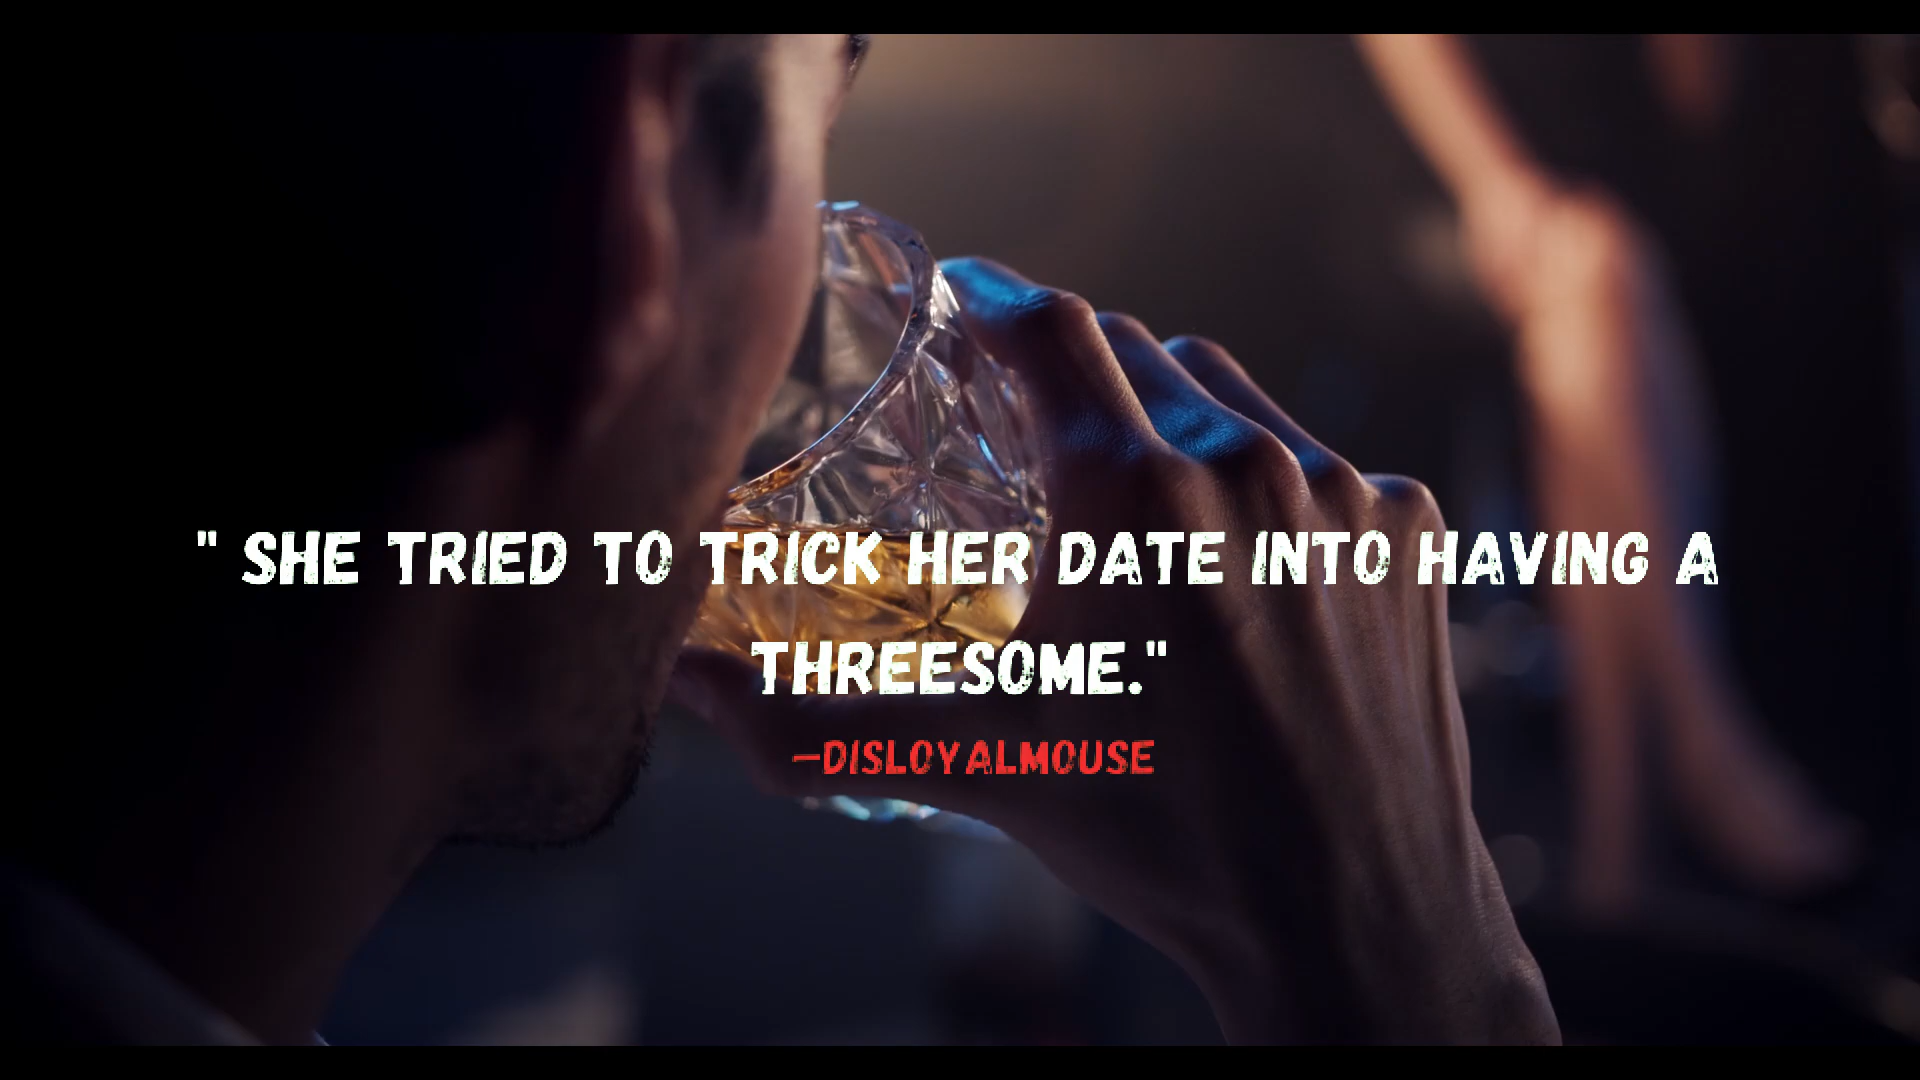 " SHE TRIED TO TRICK HER DATE INTO HAVING A
THREESOME."
—DISLOYALMOUSE